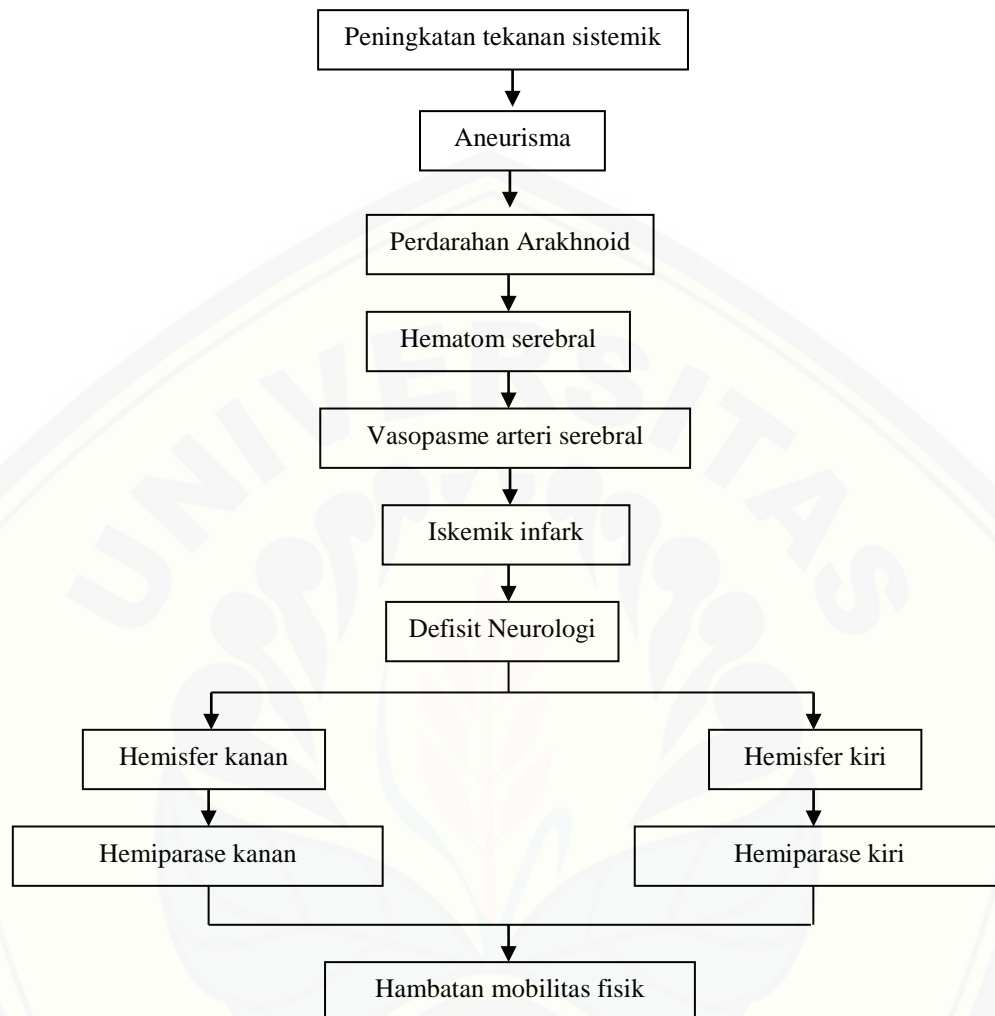 Peningkatan tekanan sistemik
Aneurisma
Perdarahan Arakhnoid
Hematom serebral
Vasopasme arteri serebral
Iskemik infark
Defisit Neurologi
Hemisfer kanan
Hemisfer kiri
Hemiparase kanan
Hemiparase kiri
Hambatan mobilitas fisik
UNIVERSITAS